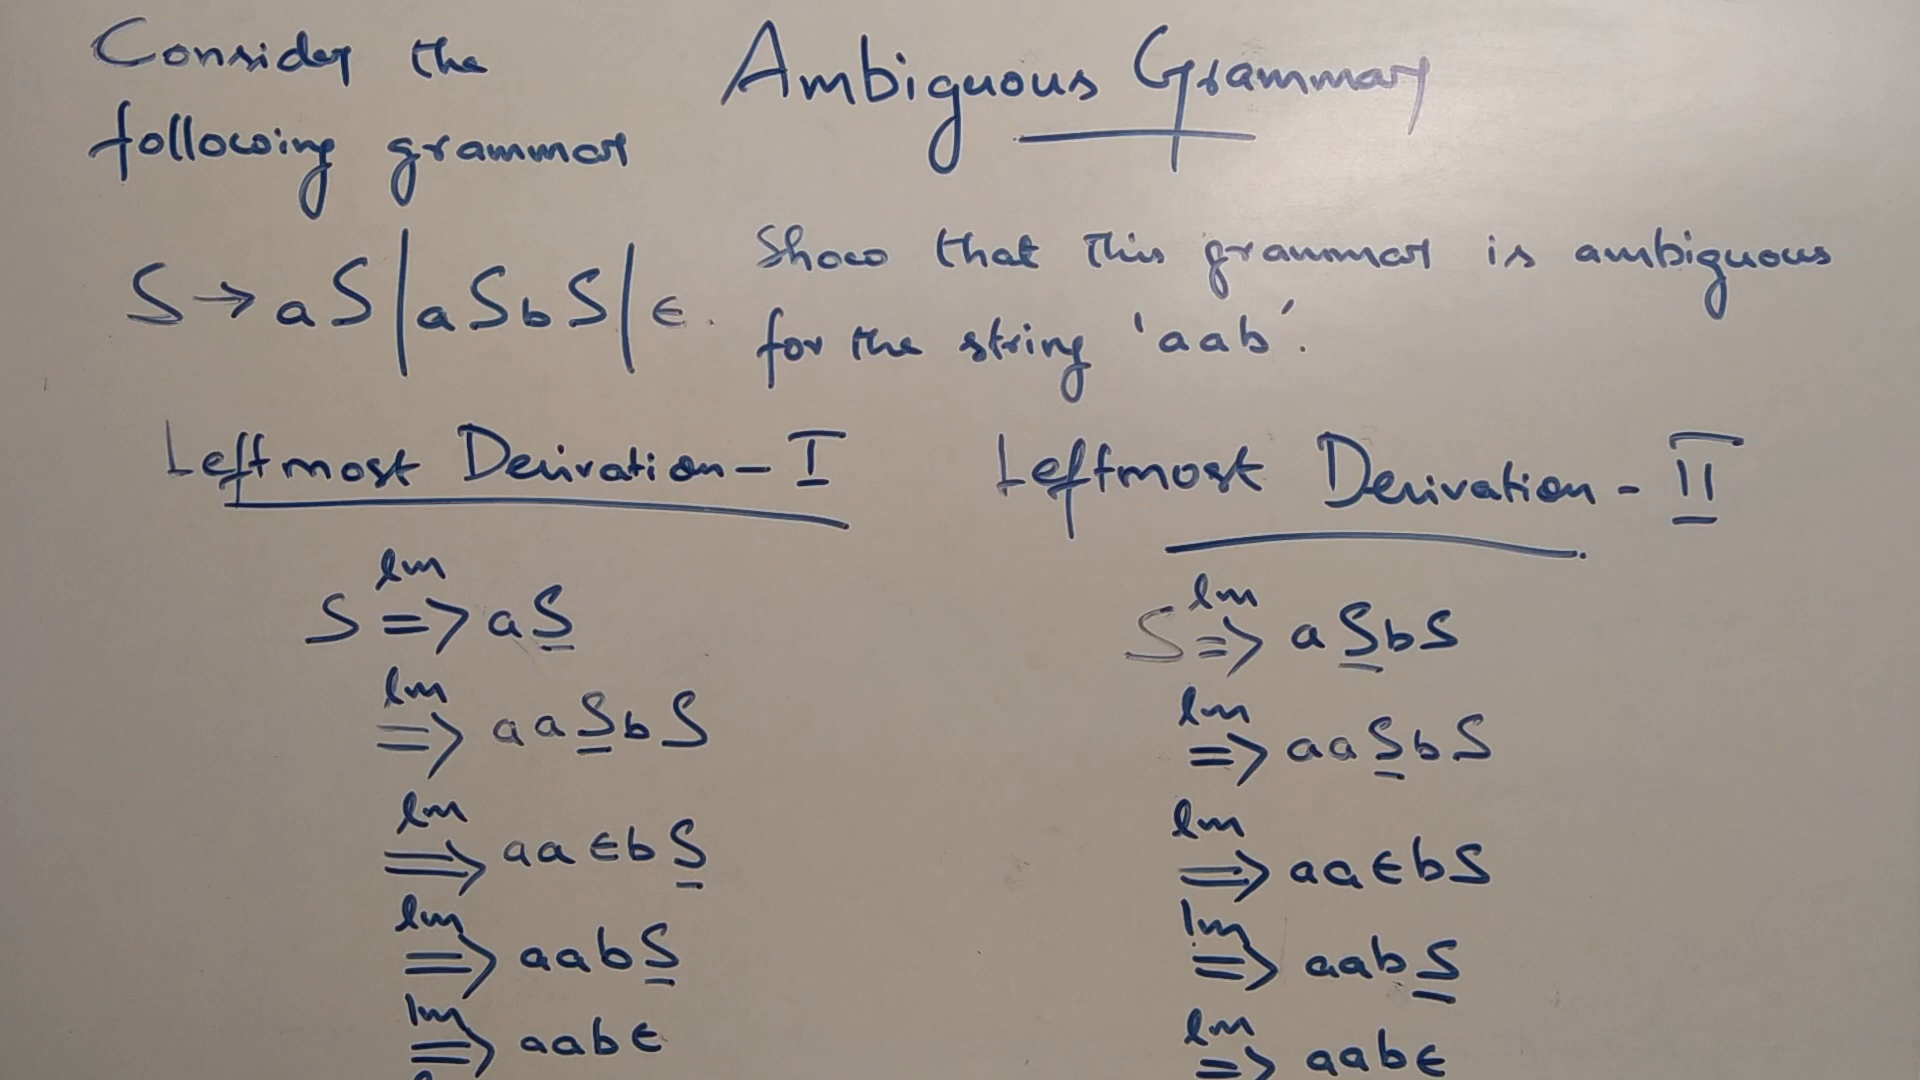 Consider the
following grammar
Ambiguous Grammar
S → aS | aSbS | ϵ.
Show that this grammar is ambiguous
for the string 'aab'.
Leftmost Derivation - I
lm
S => aS
lm
=> aaSbS
lm
=> aaϵbS
lm
=> aabS
lm
=> aabϵ
Leftmost Derivation - II
lm
S => aSbS
lm
=> aaSbS
lm
=> aaϵbS
lm
=> aabS
lm
=> aabϵ